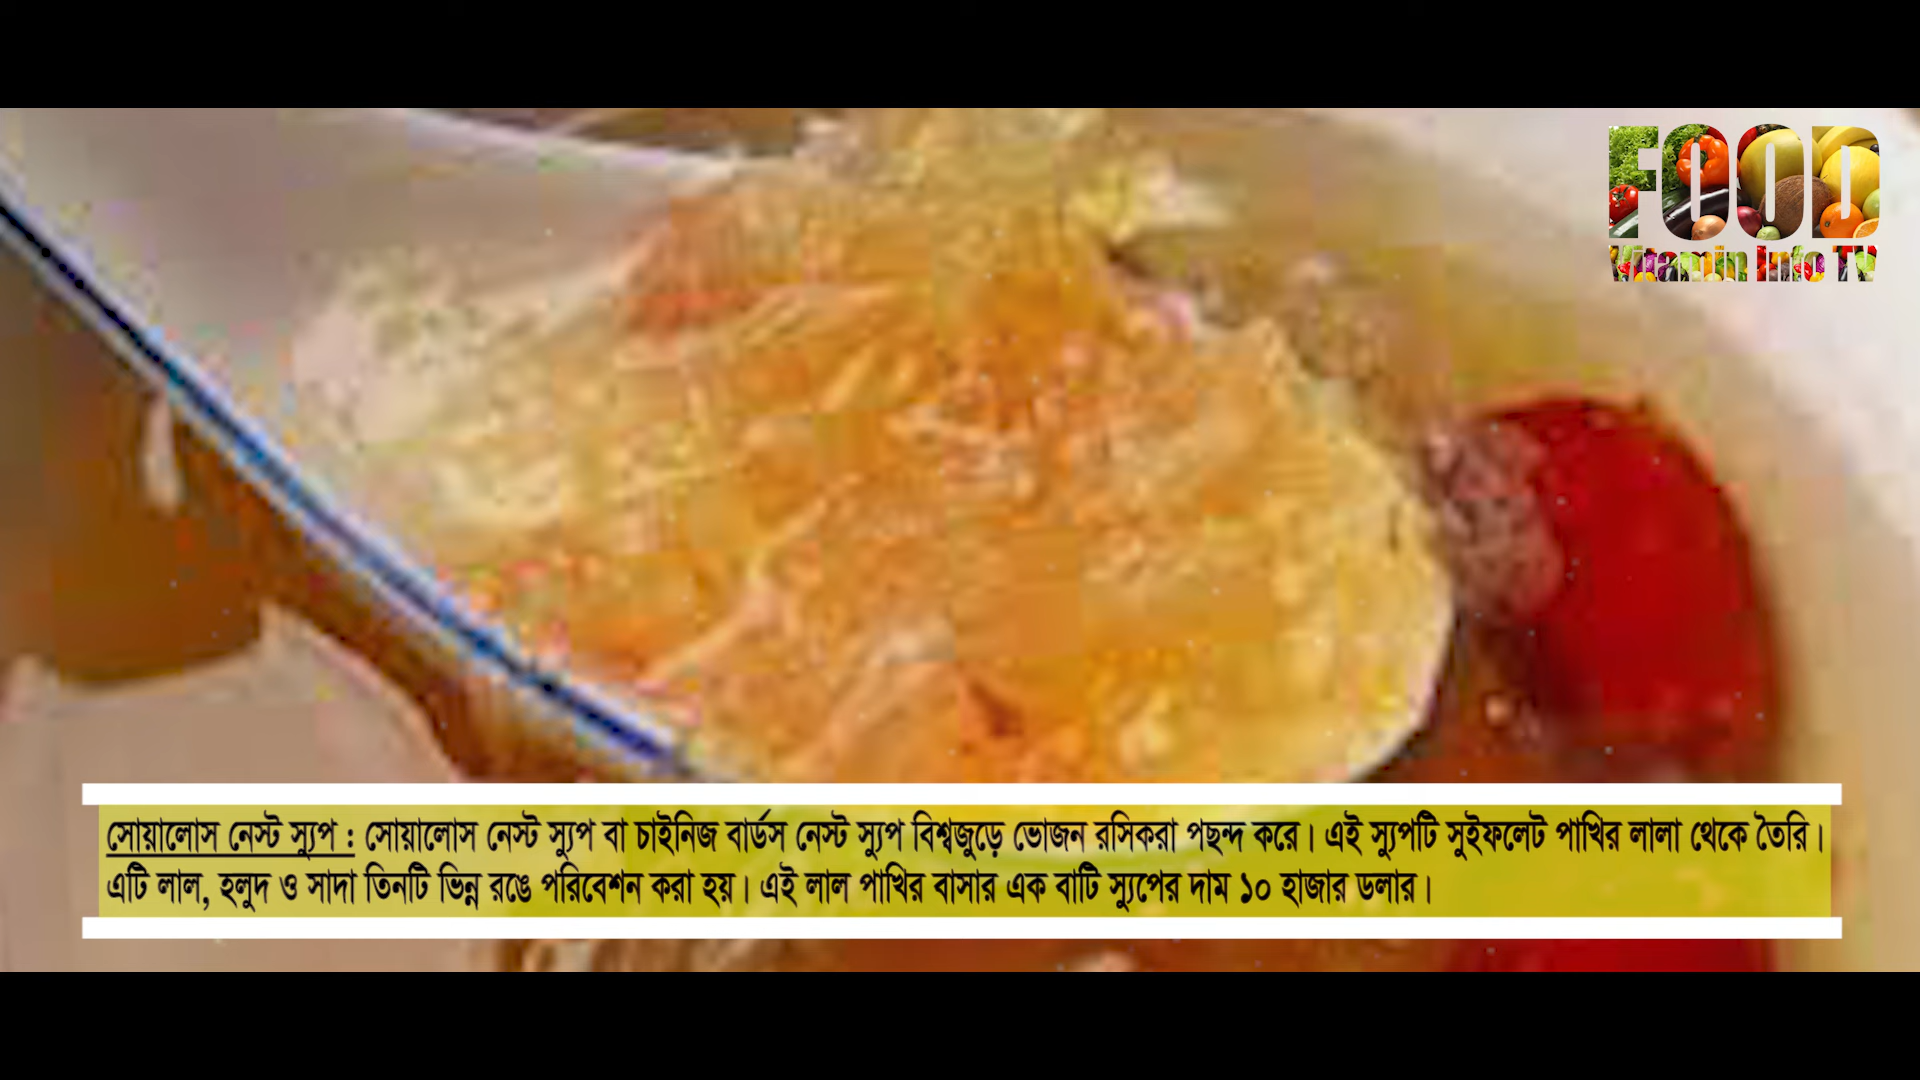 FOOD
Vitamin Info TV
সোয়ালোস নেস্ট স্যুপ : সোয়ালোস নেস্ট স্যুপ বা চাইনিজ বার্ডস নেস্ট স্যুপ বিশ্বজুড়ে ভোজন রসিকরা পছন্দ করে। এই স্যুপটি সুইফলেট পাখির লালা থেকে তৈরি।
এটি লাল, হলুদ ও সাদা তিনটি ভিন্ন রঙে পরিবেশন করা হয়। এই লাল পাখির বাসার এক বাটি স্যুপের দাম ১০ হাজার ডলার।